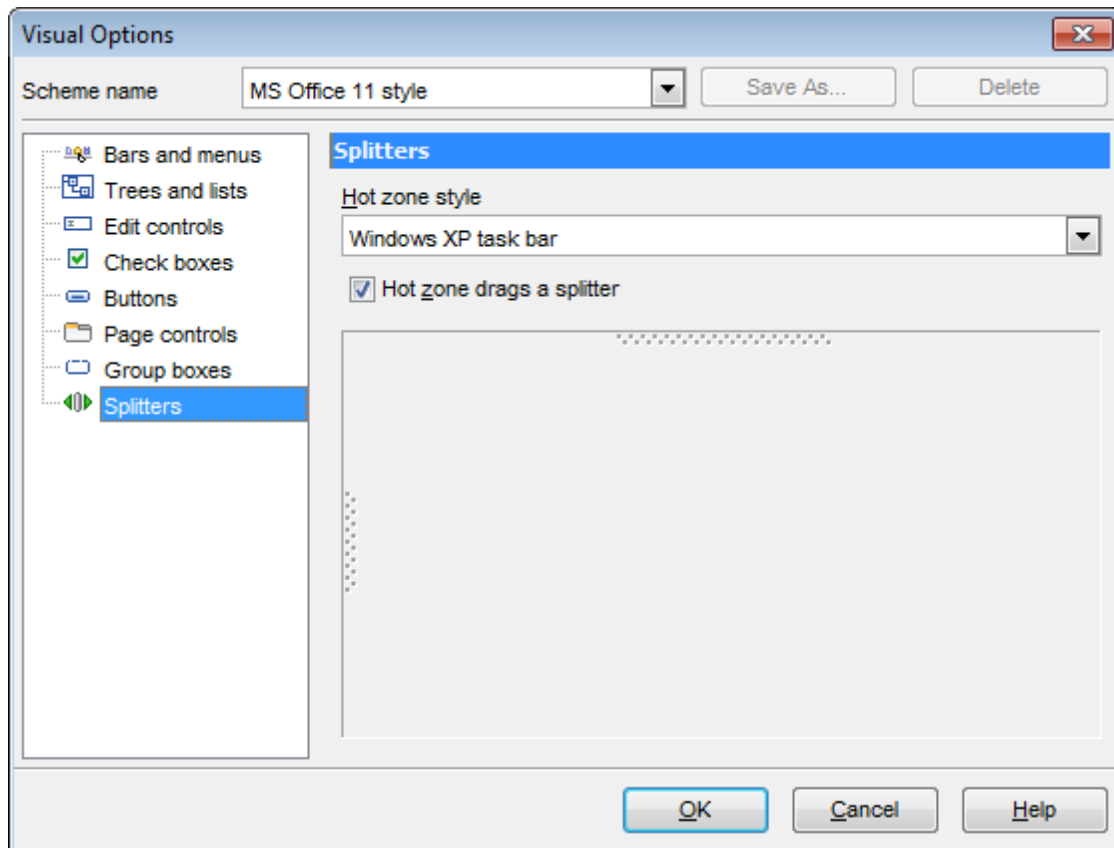 Visual Options
Scheme name
MS Office 11 style
Save As...
Delete
Bars and menus
Trees and lists
Edit controls
Check boxes
Buttons
Page controls
Group boxes
Splitters
Splitters
Hot zone style
Windows XP task bar
Hot zone drags a splitter
OK
Cancel
Help